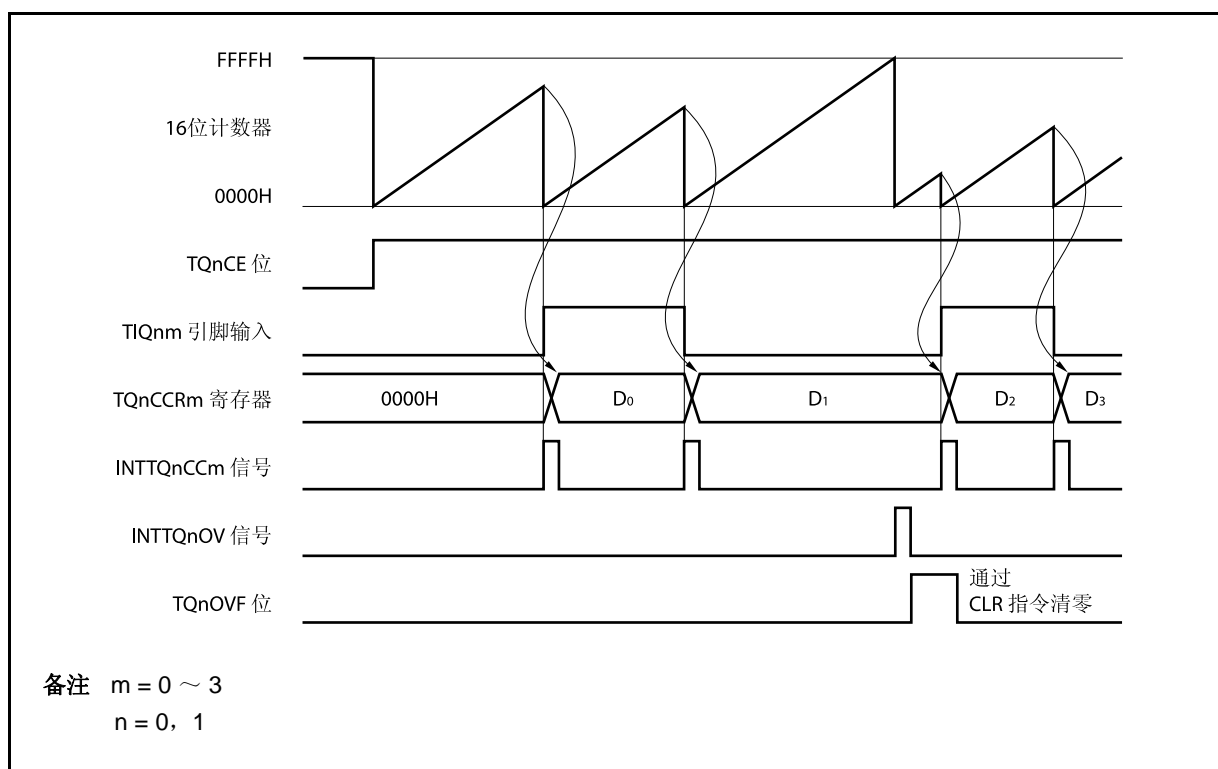 FFFFH
16位计数器
0000H
TQnCE 位
TIQnm 引脚输入
TQnCCRm 寄存器
0000H
D0
D1
D2
D3
INTTQnCCm 信号
INTTQnOV 信号
TQnOVF 位
通过
CLR 指令清零
备注 m = 0 ～ 3
n = 0，1